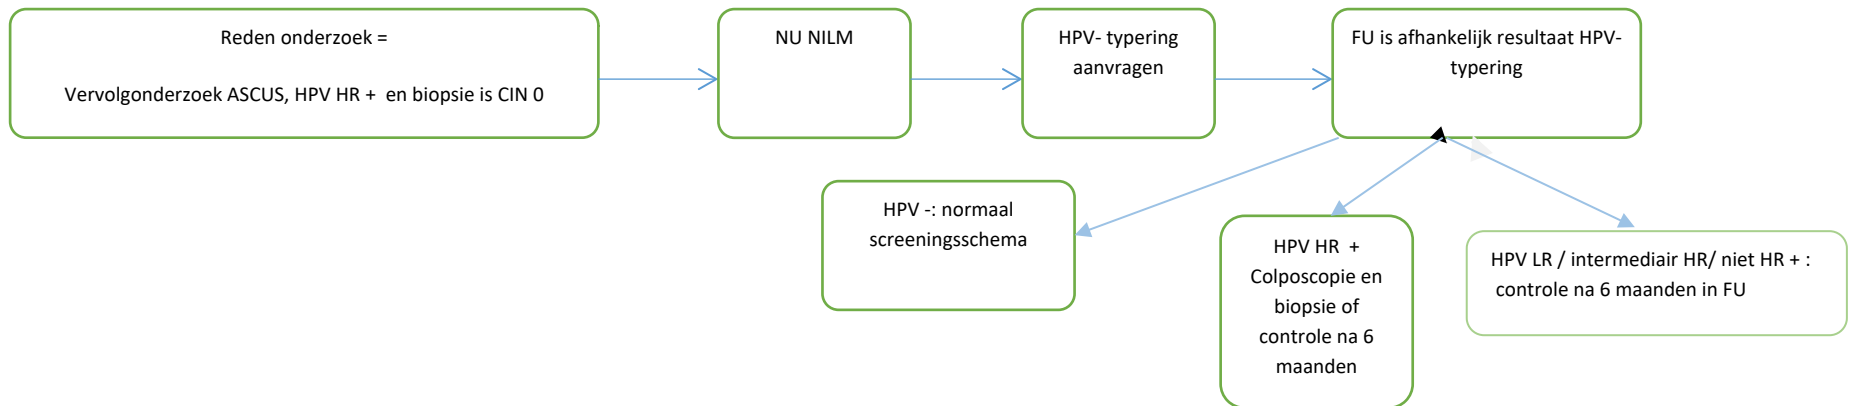 Reden onderzoek =
Vervolgonderzoek ASCUS, HPV HR + en biopsie is CIN 0
NU NILM
HPV- typering
aanvragen
FU is afhankelijk resultaat HPV-
typering
HPV -: normaal
screeningsschema
HPV HR +
Colposcopie en
biopsie of
controle na 6
maanden
HPV LR / intermediair HR/ niet HR + :
controle na 6 maanden in FU